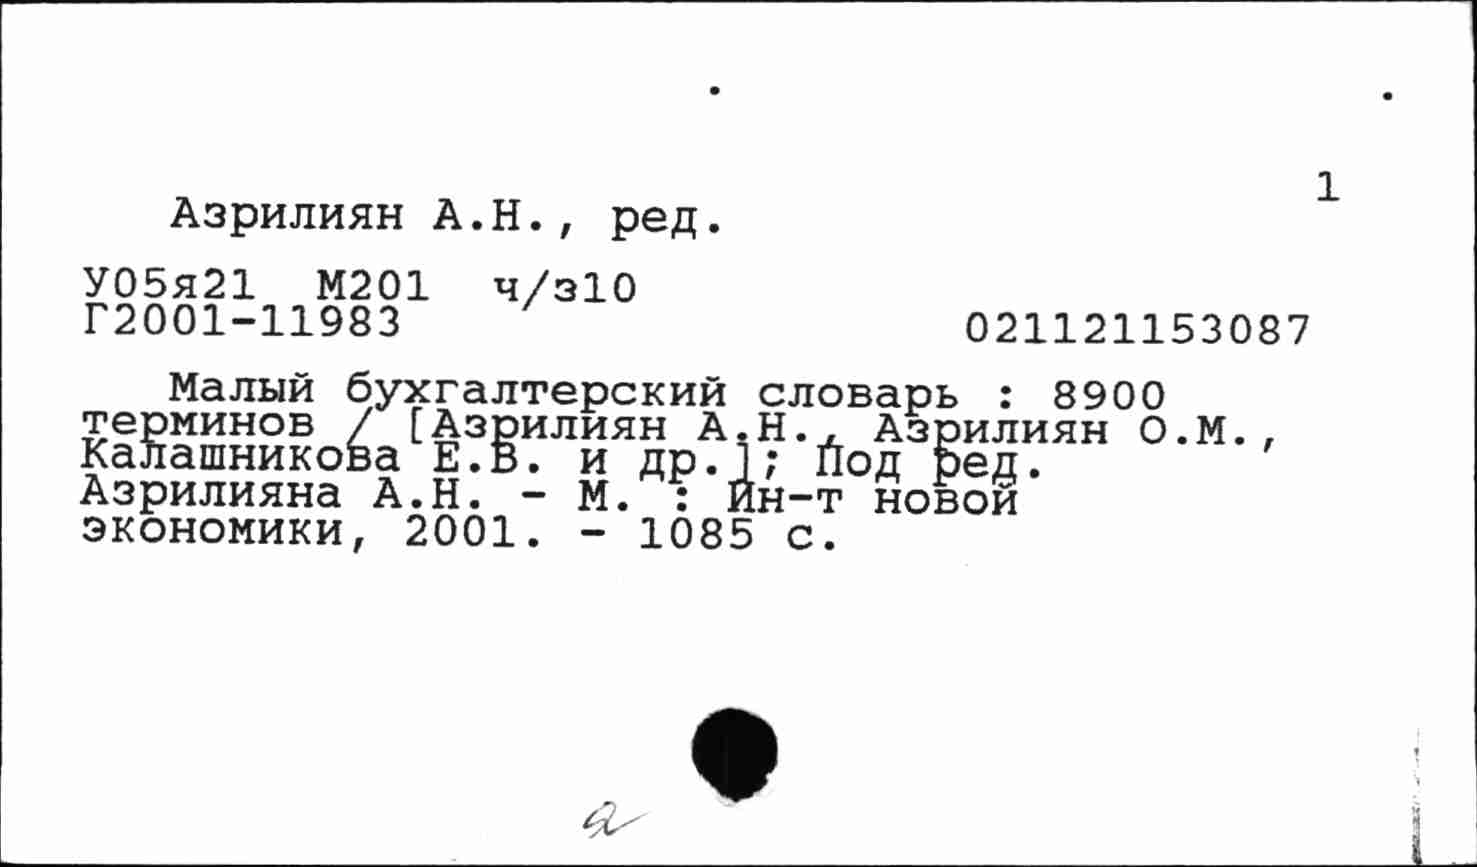 1
Азрилиян А.Н., ред.
У05я21 М201 ч/з10
Г2001-11983 021121153087
Малый бухгалтерский словарь : 8900
терминов / [Азрилиян А.Н., Азрилиян О.М.,
Калашникова Е.В. и др.]; Под ред.
Азрилияна А.Н. - М. : Ин-т новой
экономики, 2001. - 1085 с.